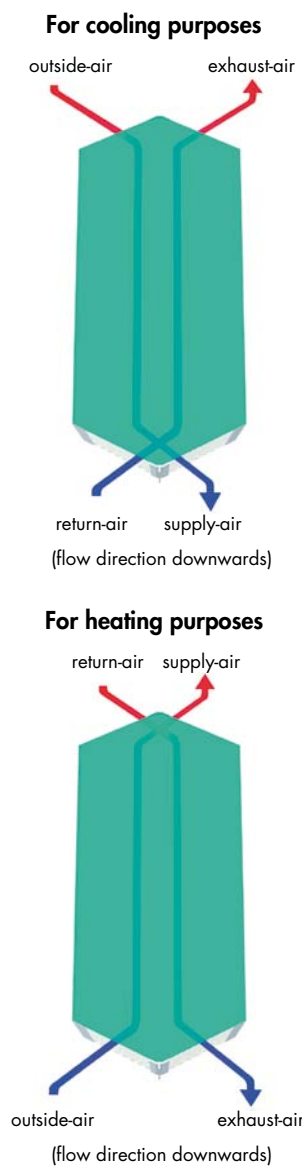 For cooling purposes
outside-air exhaust-air
return-air supply-air
(flow direction downwards)
For heating purposes
return-air supply-air
outside-air exhaust-air
(flow direction downwards)